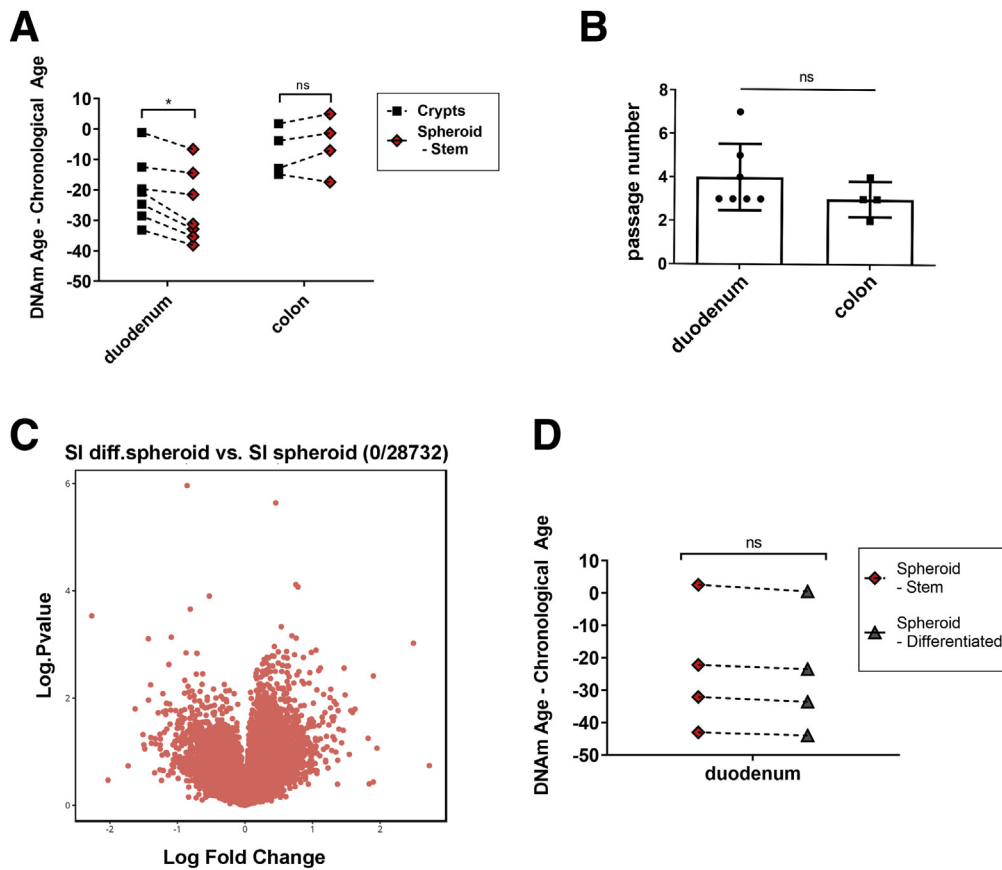 A
DNAm Age - Chronological Age
10
0
-10
-20
-30
-40
-50
*
ns
duodenum
colon
Crypts
Spheroid
- Stem
B
passage number
8
6
4
2
0
ns
duodenum
colon
C
SI diff.spheroid vs. SI spheroid (0/28732)
Log.Pvalue
6
4
2
0
-2
-1
0
1
2
Log Fold Change
D
DNAm Age - Chronological Age
10
0
-10
-20
-30
-40
-50
ns
duodenum
Spheroid
- Stem
Spheroid
- Differentiated